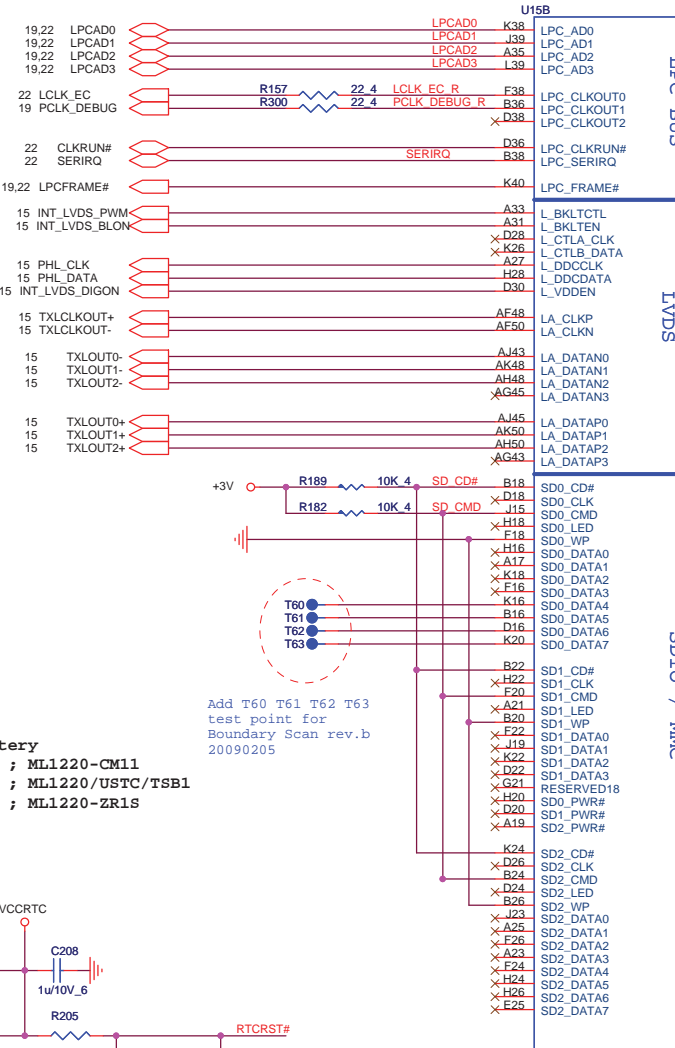 U15B
19,22 LPCAD0 LPCAD0 K38 LPC_AD0
19,22 LPCAD1 LPCAD1 J39 LPC_AD1
19,22 LPCAD2 LPCAD2 A35 LPC_AD2
19,22 LPCAD3 LPCAD3 L39 LPC_AD3
22 LCLK_EC R157 22_4 LCLK_EC_R F38 LPC_CLKOUT0
19 PCLK_DEBUG R300 22_4 PCLK_DEBUG_R B36 LPC_CLKOUT1
D38 LPC_CLKOUT2
22 CLKRUN# D36 LPC_CLKRUN#
22 SERIRQ SERIRQ B38 LPC_SERIRQ
19,22 LPCFRAME# K40 LPC_FRAME#
15 INT_LVDS_PWM A33 L_BKLTCTL
15 INT_LVDS_BLON A31 L_BKLTEN
D28 L_CTLA_CLK
K26 L_CTLB_DATA
15 PHL_CLK A27 L_DDCCLK
15 PHL_DATA H28 L_DDCDATA
15 INT_LVDS_DIGON D30 L_VDDEN
LVDS
15 TXLCLKOUT+ AF48 LA_CLKP
15 TXLCLKOUT- AF50 LA_CLKN
15 TXLOUT0- AJ43 LA_DATAN0
15 TXLOUT1- AK48 LA_DATAN1
15 TXLOUT2- AH48 LA_DATAN2
AG45 LA_DATAN3
15 TXLOUT0+ AJ45 LA_DATAP0
15 TXLOUT1+ AK50 LA_DATAP1
15 TXLOUT2+ AH50 LA_DATAP2
AG43 LA_DATAP3
+3V R189 10K_4 SD_CD# B18 SD0_CD#
D18 SD0_CLK
R182 10K_4 SD_CMD J15 SD0_CMD
H18 SD0_LED
F18 SD0_WP
H16 SD0_DATA0
A17 SD0_DATA1
K18 SD0_DATA2
F16 SD0_DATA3
T60 K16 SD0_DATA4
T61 B16 SD0_DATA5
T62 D16 SD0_DATA6
T63 K20 SD0_DATA7
B22 SD1_CD#
H22 SD1_CLK
F20 SD1_CMD
A21 SD1_LED
B20 SD1_WP
F22 SD1_DATA0
J19 SD1_DATA1
K22 SD1_DATA2
D22 SD1_DATA3
G21 RESERVED18
H20 SD0_PWR#
D20 SD1_PWR#
A19 SD2_PWR#
Add T60 T61 T62 T63
test point for
Boundary Scan rev.b
20090205
tery
; ML1220-CM11
; ML1220/USTC/TSB1
; ML1220-ZR1S
K24 SD2_CD#
D26 SD2_CLK
B24 SD2_CMD
D24 SD2_LED
B26 SD2_WP
J23 SD2_DATA0
A25 SD2_DATA1
F26 SD2_DATA2
A23 SD2_DATA3
F24 SD2_DATA4
H24 SD2_DATA5
H26 SD2_DATA6
E25 SD2_DATA7
VCCRTC
C208
1u/10V_6
R205
RTCRST#